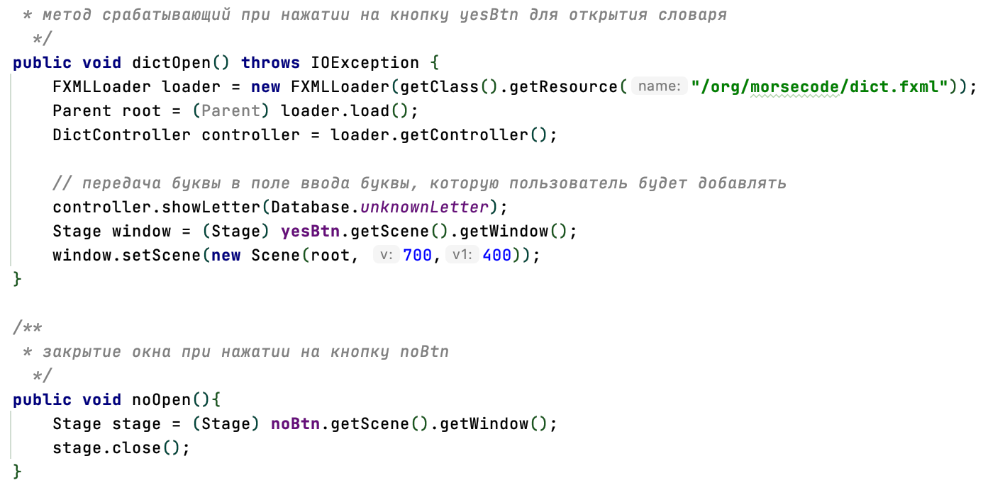 * метод срабатывающий при нажатии на кнопку yesBtn для открытия словаря
*/
public void dictOpen() throws IOException {
FXMLLoader loader = new FXMLLoader(getClass().getResource( name: "/org/morsecode/dict.fxml"));
Parent root = (Parent) loader.load();
DictController controller = loader.getController();
// передача буквы в поле ввода буквы, которую пользователь будет добавлять
controller.showLetter(Database.unknownLetter);
Stage window = (Stage) yesBtn.getScene().getWindow();
window.setScene(new Scene(root, v: 700, v1: 400));
}
/**
* закрытие окна при нажатии на кнопку noBtn
*/
public void noOpen(){
Stage stage = (Stage) noBtn.getScene().getWindow();
stage.close();
}